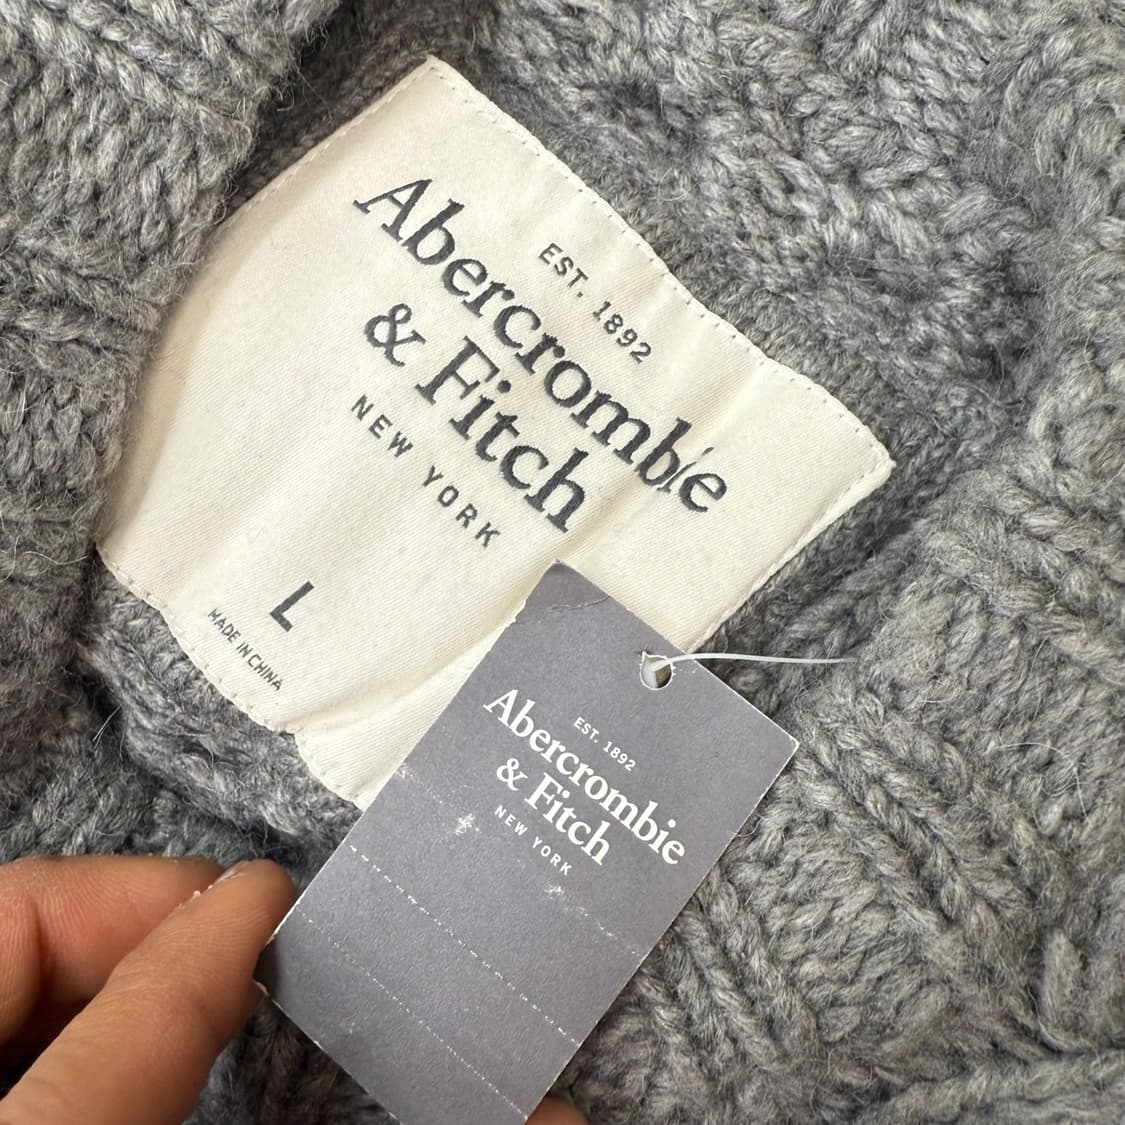 EST. 1892
Abercrombie
& Fitch
NEW YORK
L
MADE IN CHINA
EST. 1892
Abercrombie
& Fitch
NEW YORK